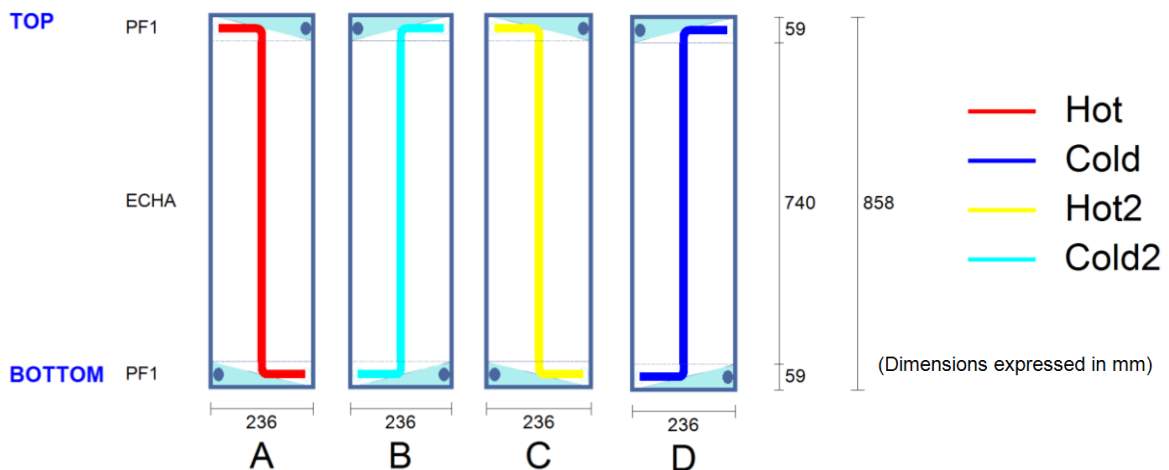 TOP
PF1
59
Hot
Cold
ECHA
740
858
Hot2
Cold2
BOTTOM
PF1
59
(Dimensions expressed in mm)
236
236
236
236
A
B
C
D